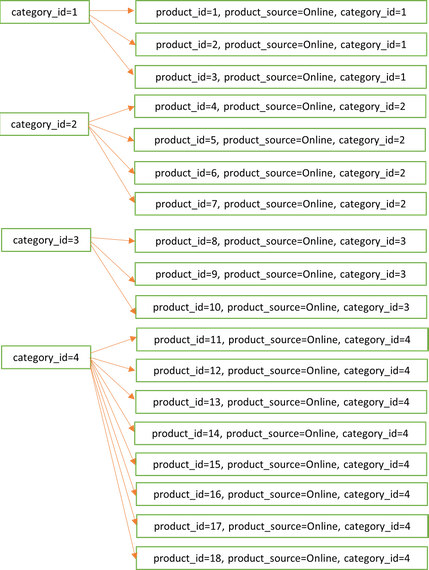 category_id=1
product_id=1, product_source=Online, category_id=1
product_id=2, product_source=Online, category_id=1
product_id=3, product_source=Online, category_id=1
category_id=2
product_id=4, product_source=Online, category_id=2
product_id=5, product_source=Online, category_id=2
product_id=6, product_source=Online, category_id=2
product_id=7, product_source=Online, category_id=2
category_id=3
product_id=8, product_source=Online, category_id=3
product_id=9, product_source=Online, category_id=3
product_id=10, product_source=Online, category_id=3
category_id=4
product_id=11, product_source=Online, category_id=4
product_id=12, product_source=Online, category_id=4
product_id=13, product_source=Online, category_id=4
product_id=14, product_source=Online, category_id=4
product_id=15, product_source=Online, category_id=4
product_id=16, product_source=Online, category_id=4
product_id=17, product_source=Online, category_id=4
product_id=18, product_source=Online, category_id=4